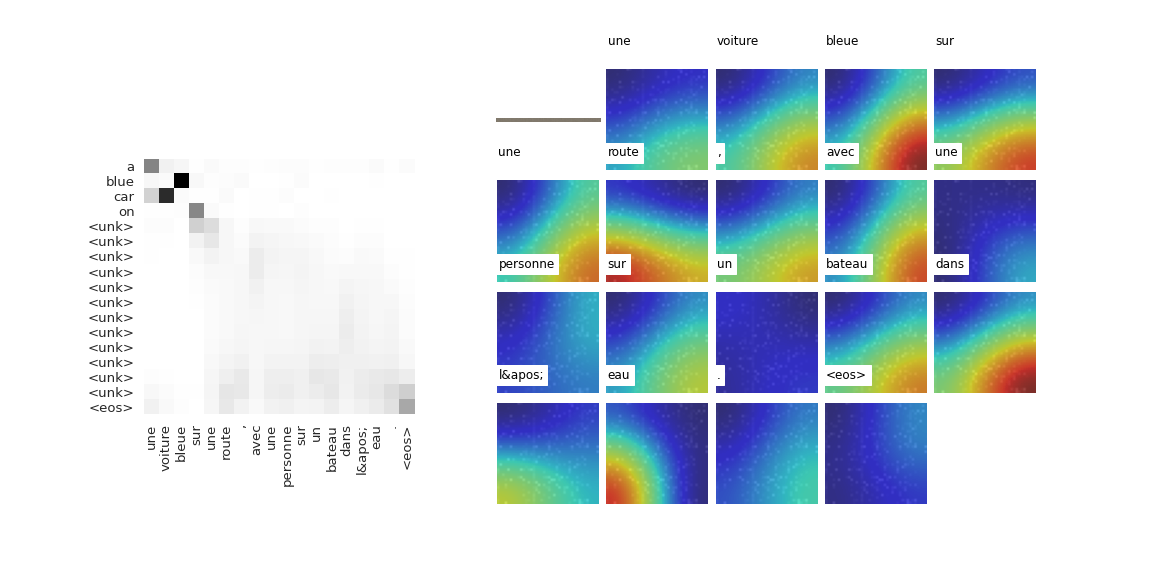 a
blue
car
on
<unk>
<unk>
<unk>
<unk>
<unk>
<unk>
<unk>
<unk>
<unk>
<unk>
<unk>
<unk>
<eos>
une voiture bleue sur une route , avec une personne sur un bateau dans l&apos; eau . <eos>
une voiture bleue sur
une route , avec une
personne sur un bateau dans
l&apos; eau . <eos>